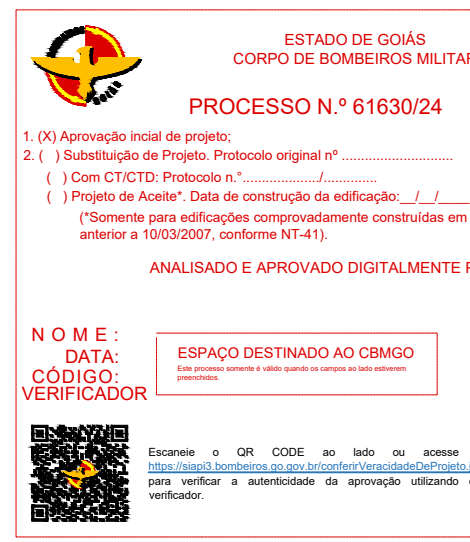 ESTADO DE GOIÁS
CORPO DE BOMBEIROS MILITAR
PROCESSO N.º 61630/24
1. (X) Aprovação incial de projeto;
2. ( ) Substituição de Projeto. Protocolo original nº ............................
( ) Com CT/CTD: Protocolo n.°..................../..............
( ) Projeto de Aceite*. Data de construção da edificação:__/__/____
(*Somente para edificações comprovadamente construídas em
anterior a 10/03/2007, conforme NT-41).
ANALISADO E APROVADO DIGITALMENTE
NOME:
DATA:
CÓDIGO:
VERIFICADOR
ESPAÇO DESTINADO AO CBMGO
Este processo somente é válido quando os campos ao lado estiverem
preenchidos.
Escaneie o QR CODE ao lado ou acesse
https://siapi3.bombeiros.go.gov.br/conferirVeracidadeDeProjeto.j
para verificar a autenticidade da aprovação utilizando
verificador.
Goiás